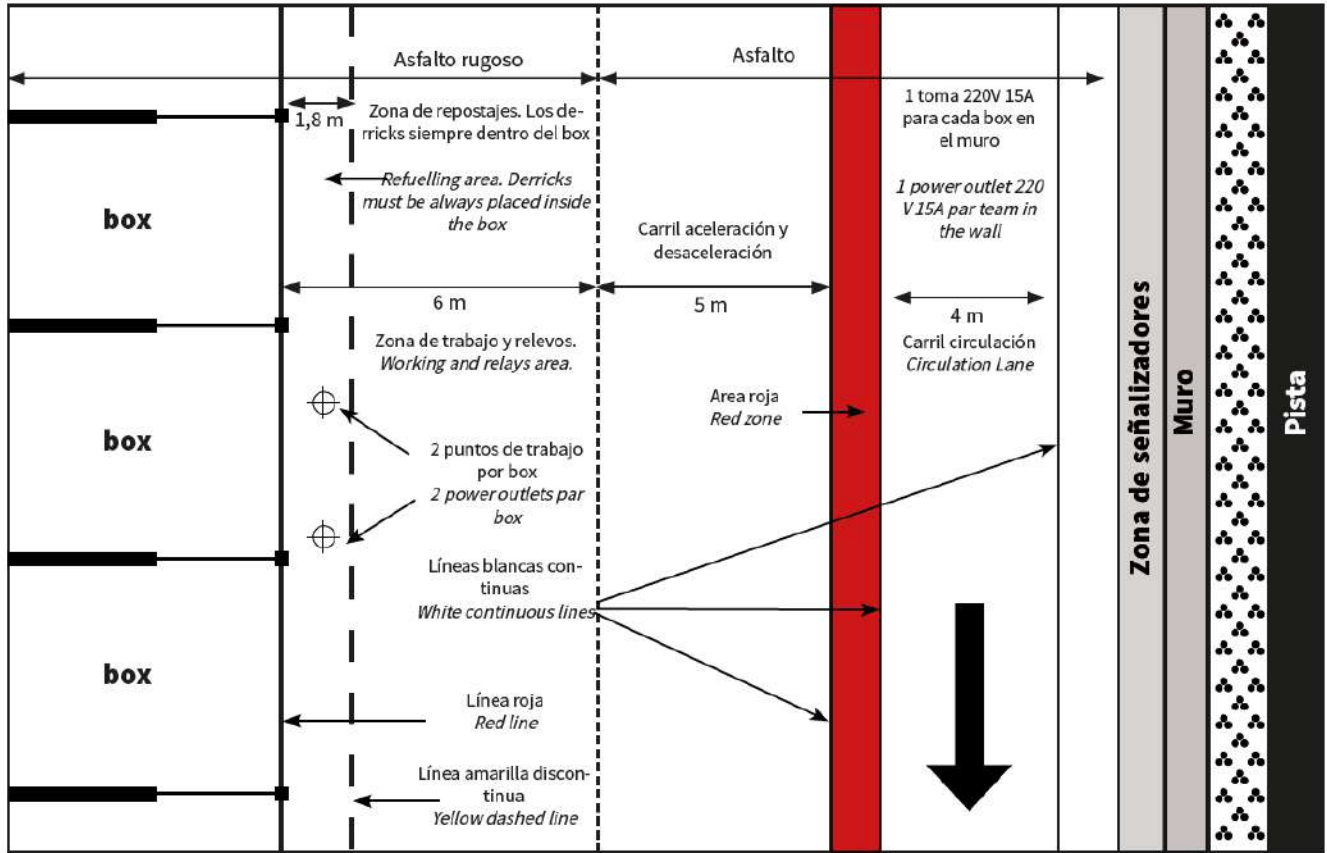 Asfalto rugoso
Asfalto
1,8 m
Zona de repostajes. Los de-
rricks siempre dentro del box
Refuelling area. Derricks
must be always placed inside
the box
1 toma 220V 15A
para cada box en
el muro
1 power outlet 220
V 15A par team in
the wall
box
Carril aceleración y
desaceleración
6 m
5 m
4 m
Zona de trabajo y relevos.
Working and relays area.
Carril circulación
Circulation Lane
Area roja
Red zone
box
2 puntos de trabajo
por box
2 power outlets par
box
Líneas blancas con-
tinuas
White continuous lines
box
Línea roja
Red line
Línea amarilla discon-
tinua
Yellow dashed line
Zona de señalizadores
Muro
Pista